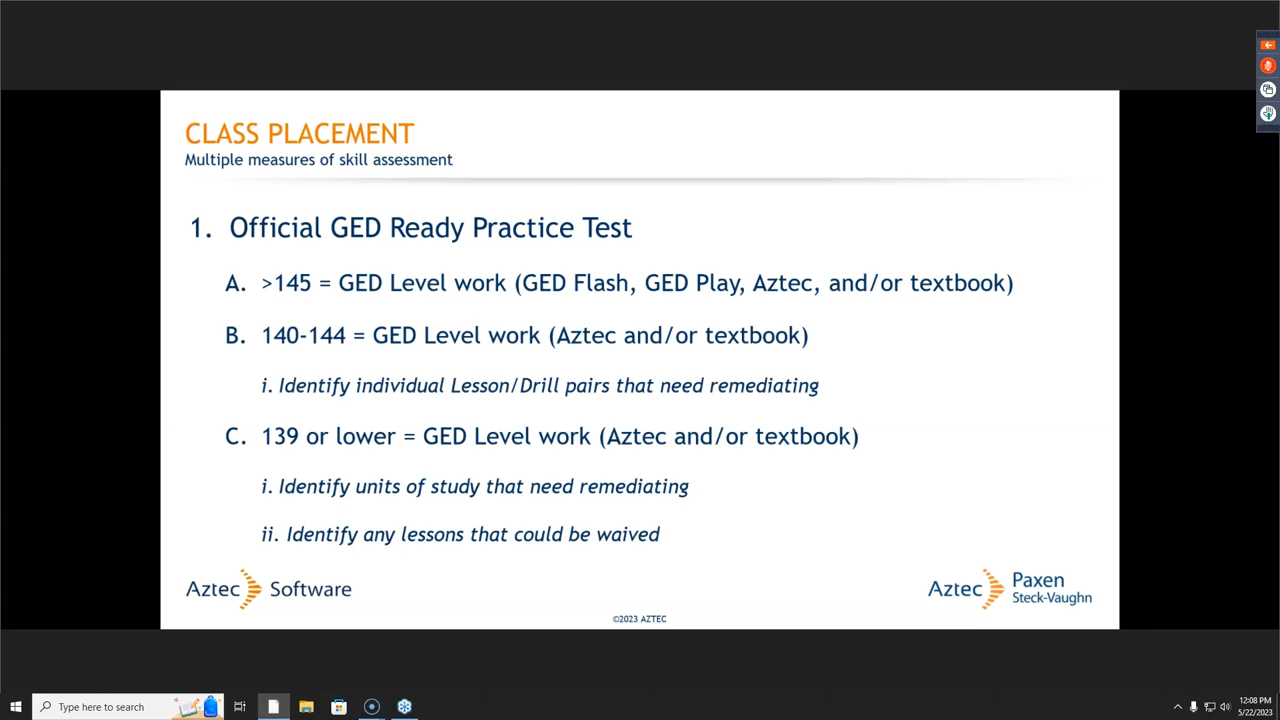 CLASS PLACEMENT
Multiple measures of skill assessment
1. Official GED Ready Practice Test
A. >145 = GED Level work (GED Flash, GED Play, Aztec, and/or textbook)
B. 140-144 = GED Level work (Aztec and/or textbook)
i. Identify individual Lesson/Drill pairs that need remediating
C. 139 or lower = GED Level work (Aztec and/or textbook)
i. Identify units of study that need remediating
ii. Identify any lessons that could be waived
Aztec Software
Aztec Paxen
Steck-Vaughn
©2023 AZTEC
Type here to search
12:08 PM
5/22/2023